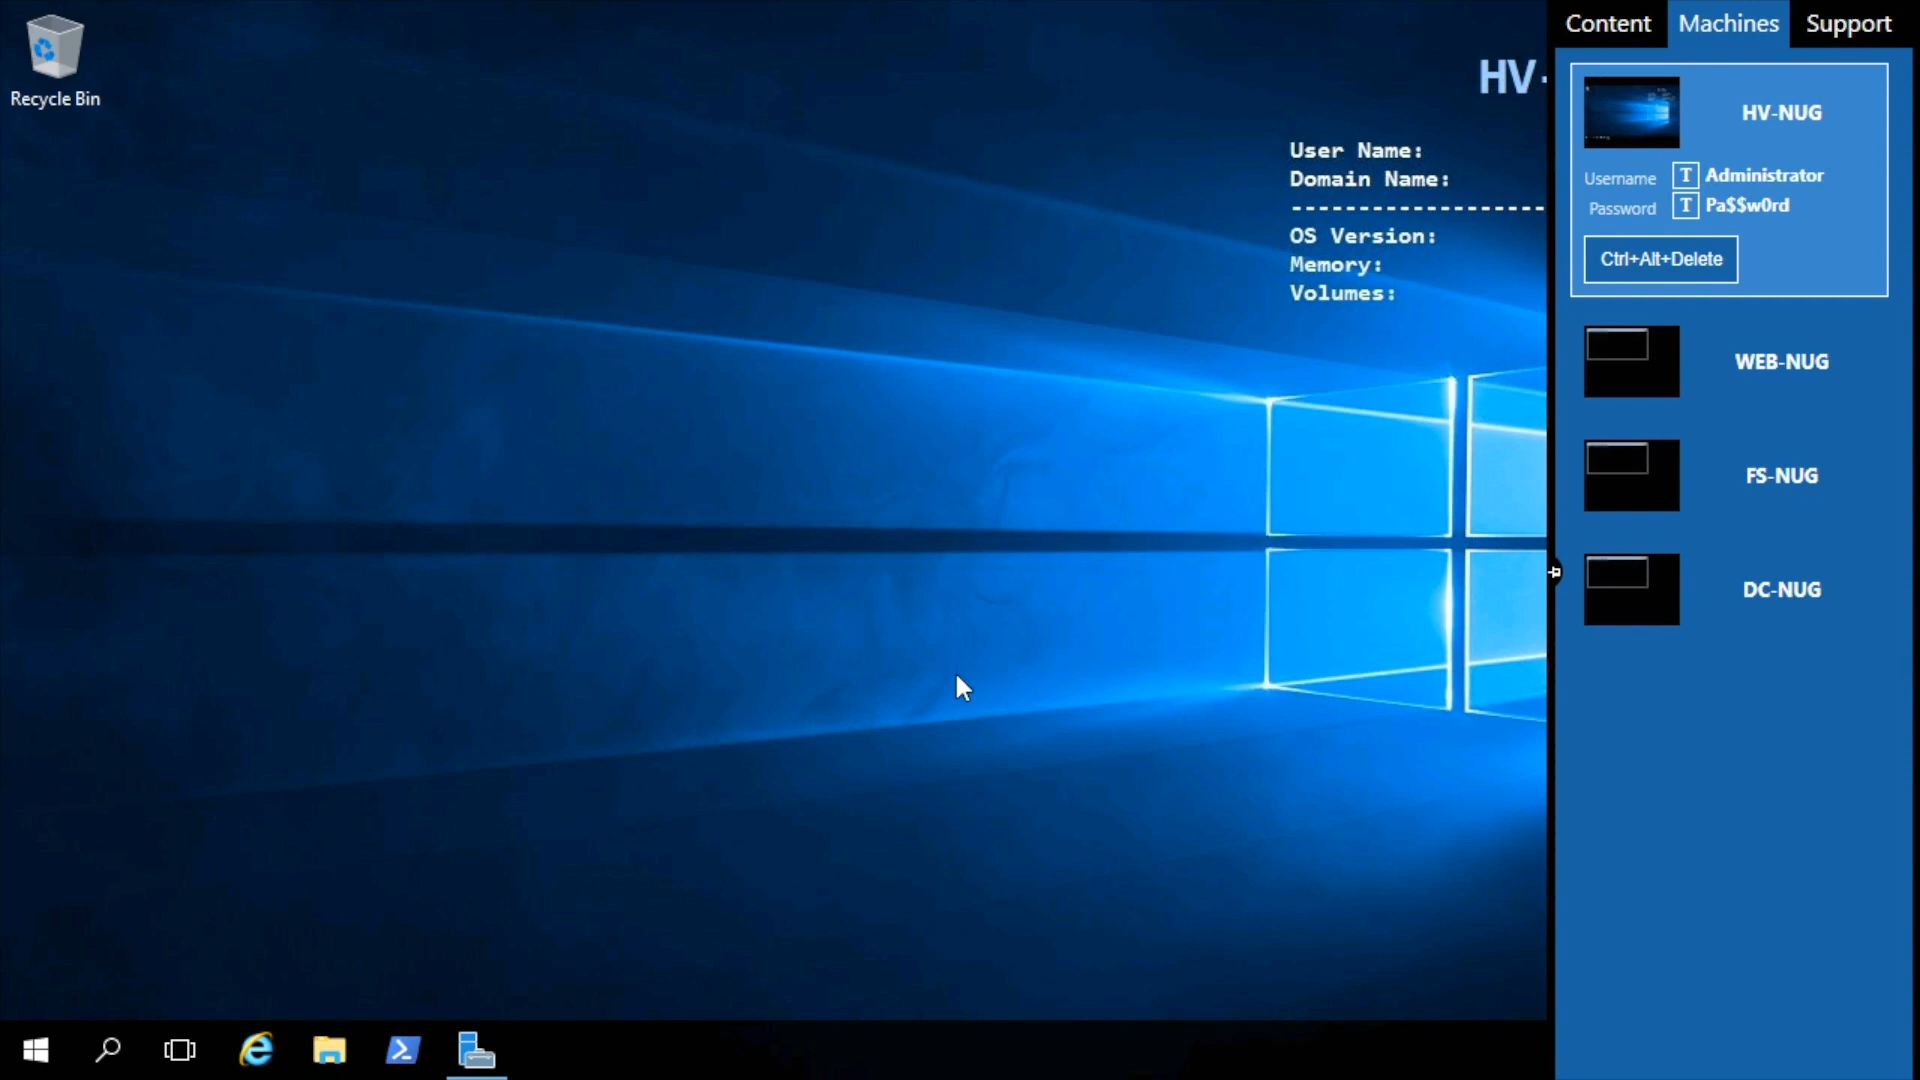 Recycle Bin
HV-
User Name:
Domain Name:
-------------------
OS Version:
Memory:
Volumes:
Content Machines Support
HV-NUG
Username T Administrator
Password T Pa$$w0rd
Ctrl+Alt+Delete
WEB-NUG
FS-NUG
DC-NUG